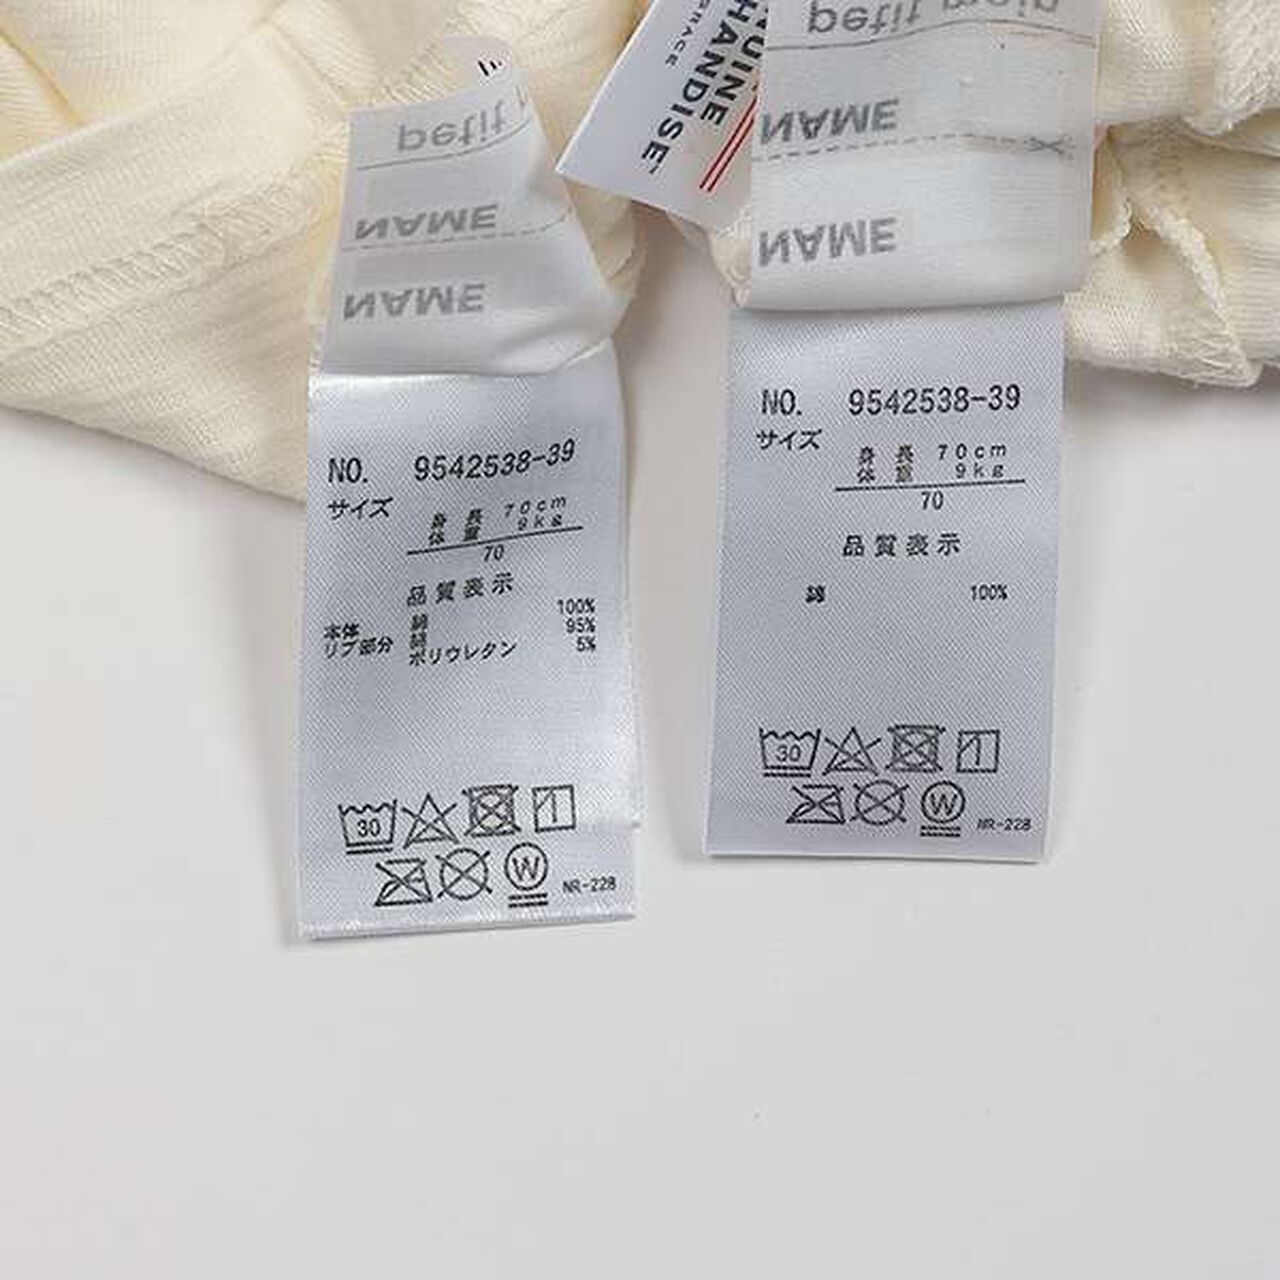 petit
NAME
NAME
NO. 9542538-39
サイズ
身長 70cm
体重 9kg
70
品質表示
本体 綿 100%
リブ部分 綿 95%
ポリウレタン 5%
30
W
NR-228
HANDISE
petit main
NAME
NAME
NO. 9542538-39
サイズ
身長 70cm
体重 9kg
70
品質表示
綿 100%
30
W
NR-228